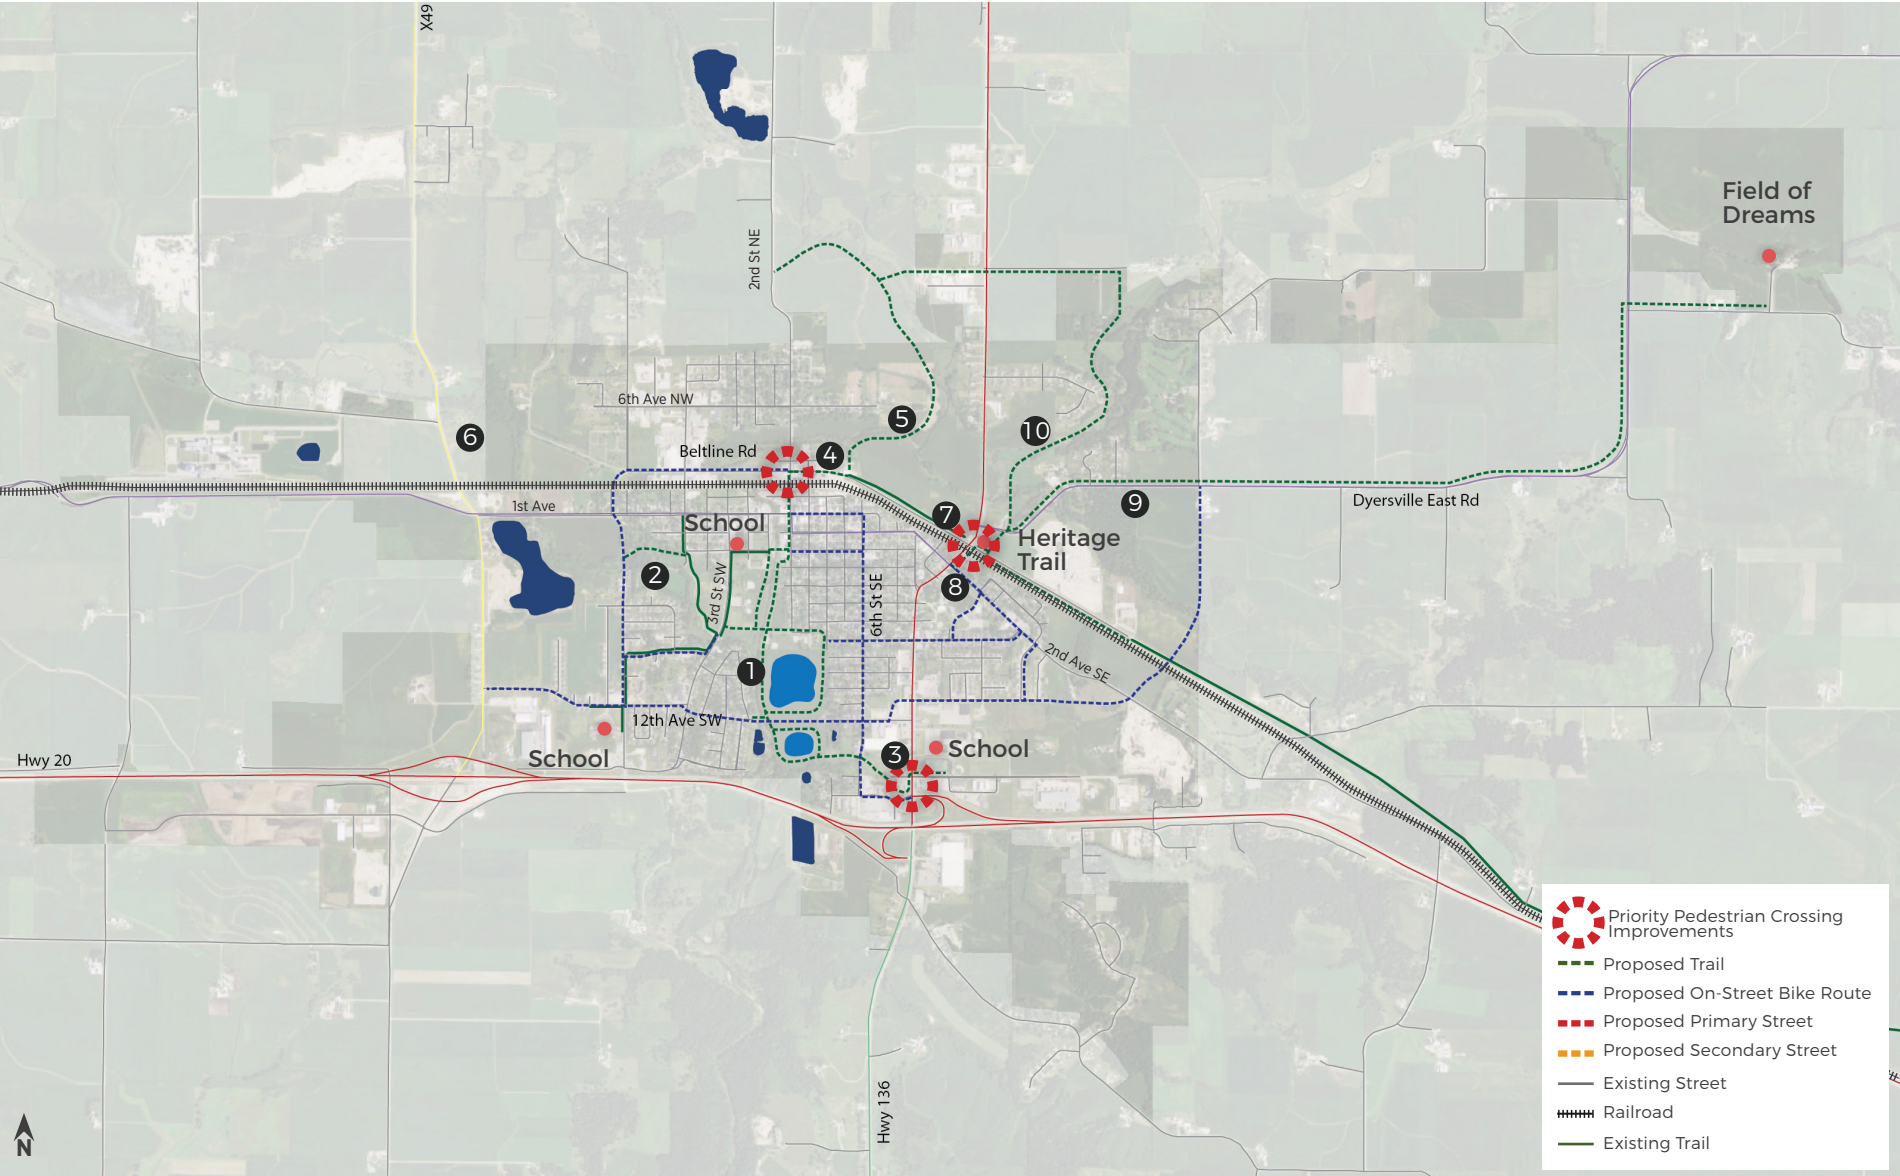 X49
Field of
Dreams
2nd St NE
6th Ave NW
5
10
6
Beltline Rd
4
1st Ave
School
7
9
Dyersville East Rd
Heritage
Trail
2
3rd St SW
6th St SE
8
1
2nd Ave SE
12th Ave SW
School
3
School
Hwy 20
Hwy 136
N
Priority Pedestrian Crossing
Improvements
Proposed Trail
Proposed On-Street Bike Route
Proposed Primary Street
Proposed Secondary Street
Existing Street
Railroad
Existing Trail